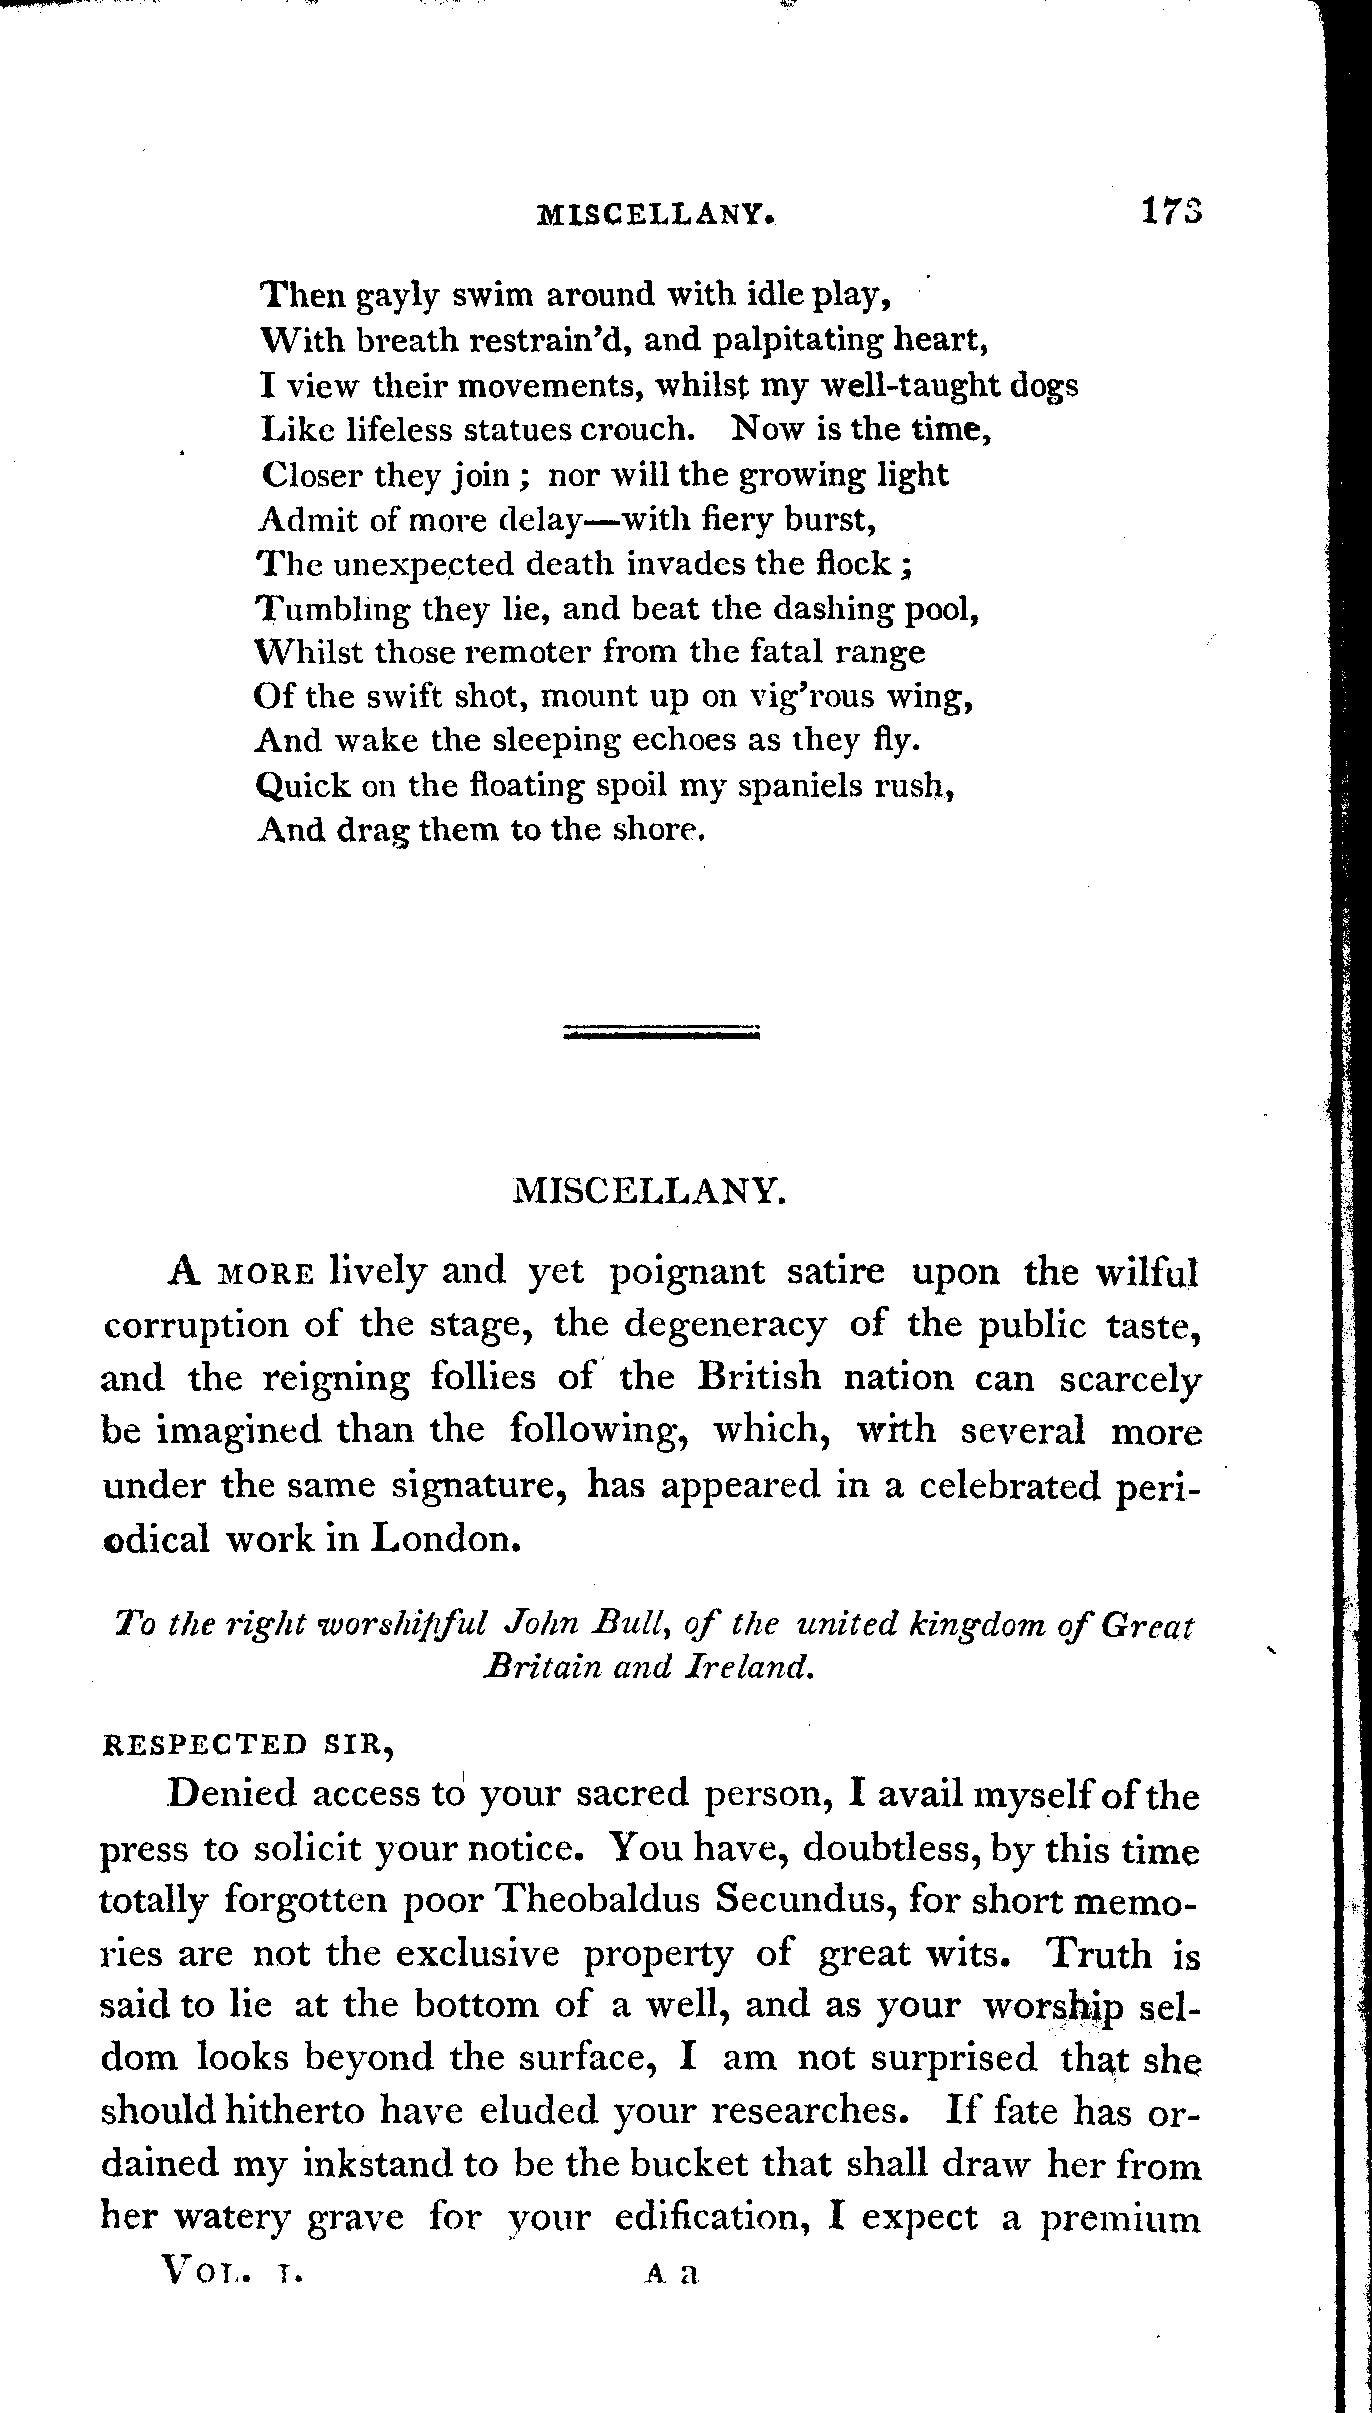 MISCELLANY. 173
Then gayly swim around with idle play,
With breath restrain'd, and palpitating heart,
I view their movements, whilst my well-taught dogs
Like lifeless statues crouch. Now is the time,
Closer they join ; nor will the growing light
Admit of more delay—with fiery burst,
The unexpected death invades the flock ;
Tumbling they lie, and beat the dashing pool,
Whilst those remoter from the fatal range
Of the swift shot, mount up on vig'rous wing,
And wake the sleeping echoes as they fly.
Quick on the floating spoil my spaniels rush,
And drag them to the shore.
MISCELLANY.
A MORE lively and yet poignant satire upon the wilful
corruption of the stage, the degeneracy of the public taste,
and the reigning follies of the British nation can scarcely
be imagined than the following, which, with several more
under the same signature, has appeared in a celebrated peri-
odical work in London.
To the right worshipful John Bull, of the united kingdom of Great
Britain and Ireland.
RESPECTED SIR,
Denied access to your sacred person, I avail myself of the
press to solicit your notice. You have, doubtless, by this time
totally forgotten poor Theobaldus Secundus, for short memo-
ries are not the exclusive property of great wits. Truth is
said to lie at the bottom of a well, and as your worship sel-
dom looks beyond the surface, I am not surprised that she
should hitherto have eluded your researches. If fate has or-
dained my inkstand to be the bucket that shall draw her from
her watery grave for your edification, I expect a premium
VOL. I. A a